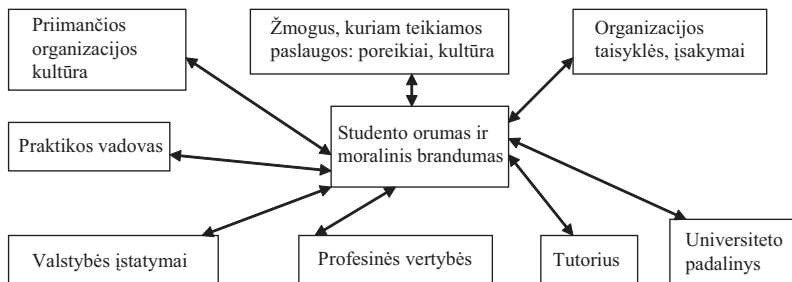 Priimančios
organizacijos
kultūra
Žmogus, kuriam teikiamos
paslaugos: poreikiai, kultūra
Organizacijos
taisyklės, įsakymai
Praktikos vadovas
Studento orumas ir
moralinis brandumas
Valstybės įstatymai
Profesinės vertybės
Tutorius
Universiteto
padalinys